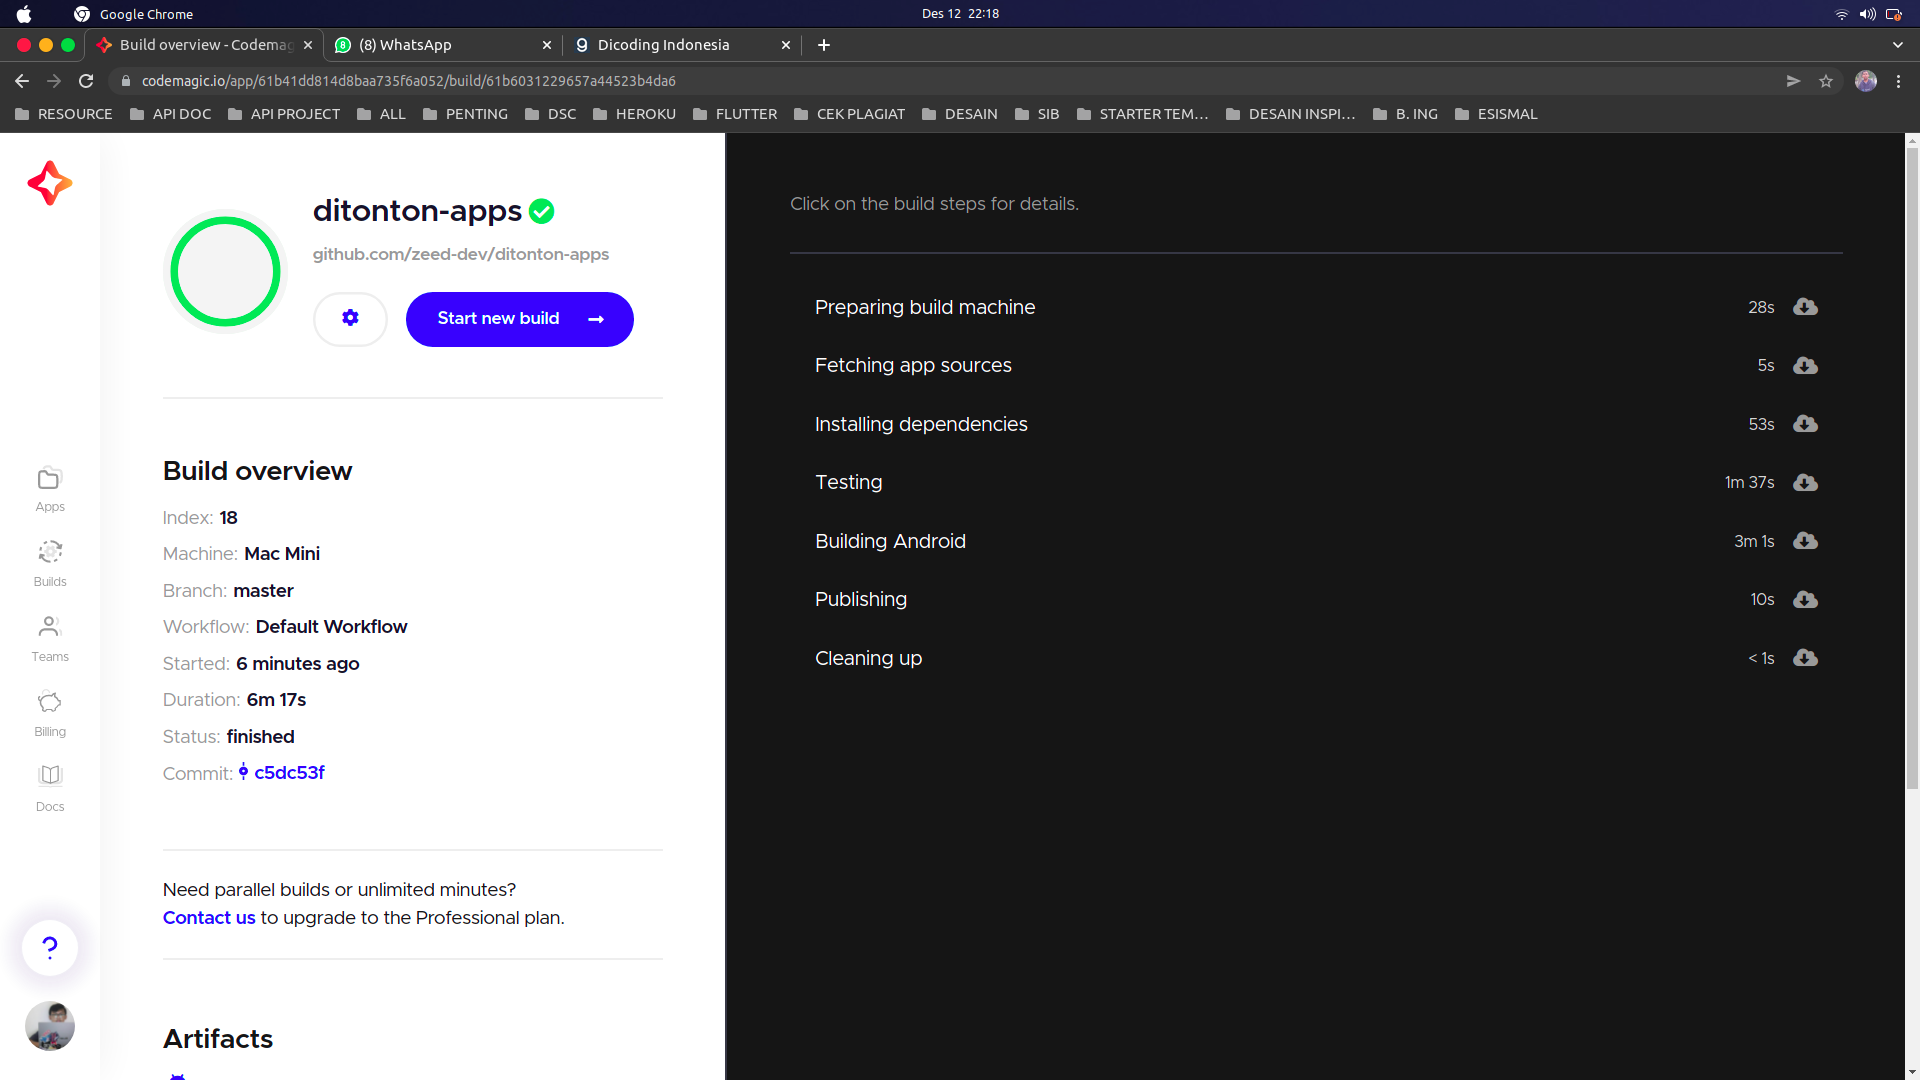 Google Chrome
Des 12 22:18
Build overview - Codemag
(8) WhatsApp
Dicoding Indonesia
codemagic.io/app/61b41dd814d8baa735f6a052/build/61b6031229657a44523b4da6
RESOURCE
API DOC
API PROJECT
ALL
PENTING
DSC
HEROKU
FLUTTER
CEK PLAGIAT
DESAIN
SIB
STARTER TEM...
DESAIN INSPI...
B. ING
ESISMAL
Apps
Builds
Teams
Billing
Docs
?
ditonton-apps
github.com/zeed-dev/ditonton-apps
Start new build
Build overview
Index: 18
Machine: Mac Mini
Branch: master
Workflow: Default Workflow
Started: 6 minutes ago
Duration: 6m 17s
Status: finished
Commit: c5dc53f
Need parallel builds or unlimited minutes?
Contact us to upgrade to the Professional plan.
Artifacts
Click on the build steps for details.
Preparing build machine 28s
Fetching app sources 5s
Installing dependencies 53s
Testing 1m 37s
Building Android 3m 1s
Publishing 10s
Cleaning up < 1s